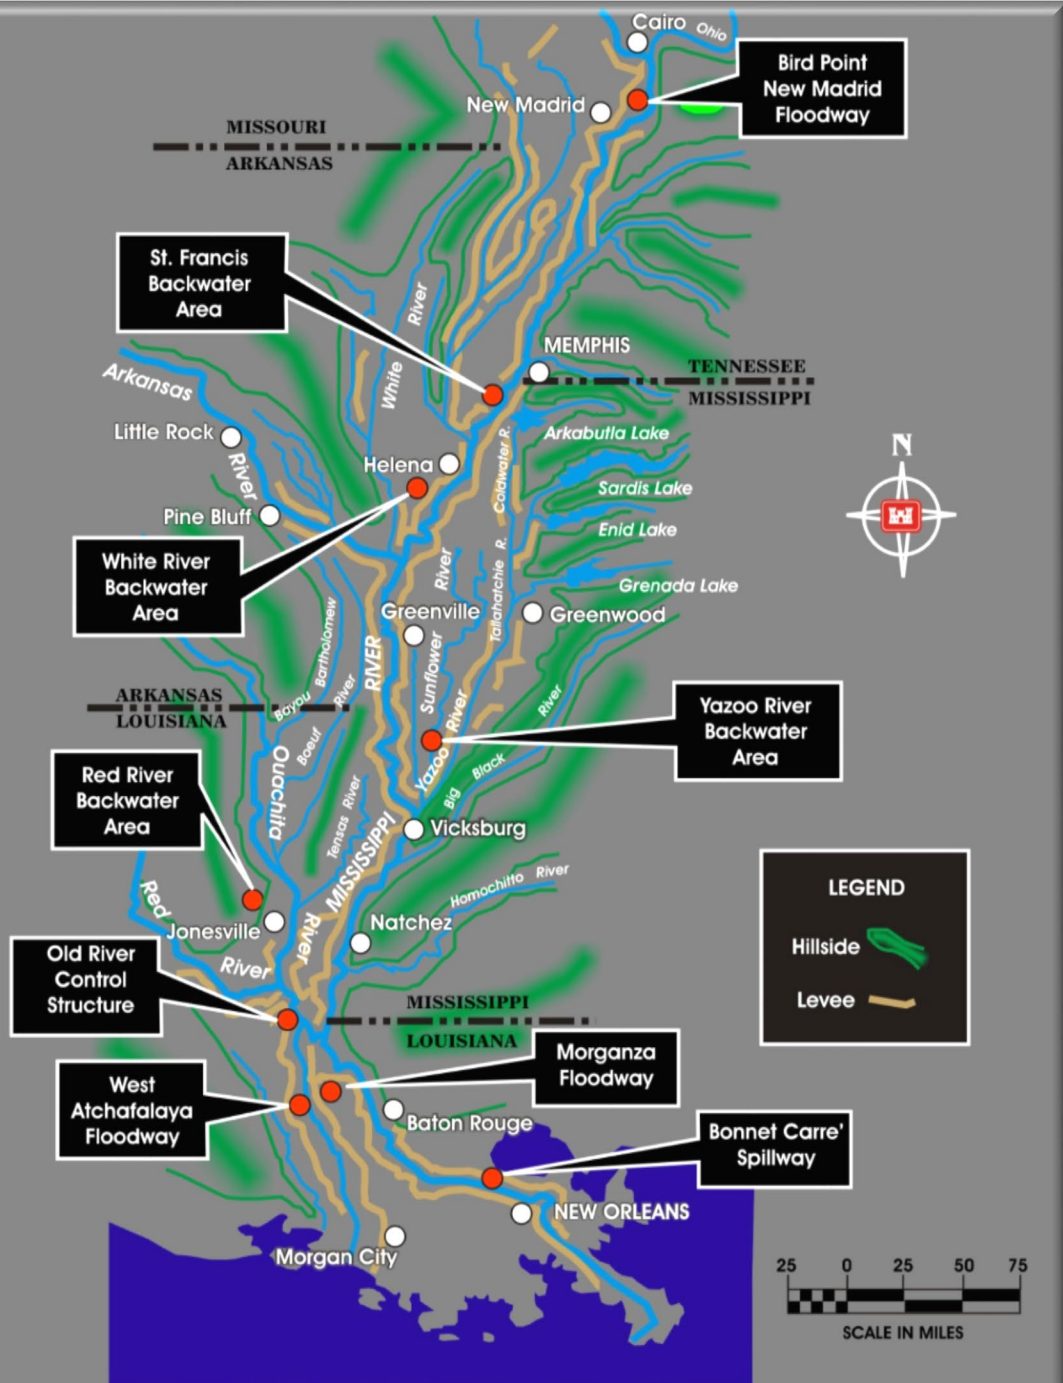 Cairo
Ohio
Bird Point
New Madrid
Floodway
New Madrid
MISSOURI
ARKANSAS
St. Francis
Backwater
Area
White
River
MEMPHIS
TENNESSEE
MISSISSIPPI
Arkansas
River
Little Rock
Helena
Coldwater R.
Arkabutla Lake
Sardis Lake
Enid Lake
Grenada Lake
N
Pine Bluff
White River
Backwater
Area
River
Tallahatchie R.
Greenville
Greenwood
RIVER
Sunflower
Bartholomew
Bayou
River
Boeuf
River
River
ARKANSAS
LOUISIANA
Yazoo River
Backwater
Area
Yazoo
Big
Black
Red River
Backwater
Area
Ouachita
Tensas River
MISSISSIPPI
Vicksburg
LEGEND
Hillside
Levee
Homochitto River
Red
River
Jonesville
River
Natchez
Old River
Control
Structure
MISSISSIPPI
LOUISIANA
Morganza
Floodway
West
Atchafalaya
Floodway
Baton Rouge
Bonnet Carre'
Spillway
NEW ORLEANS
Morgan City
25 0 25 50 75
SCALE IN MILES